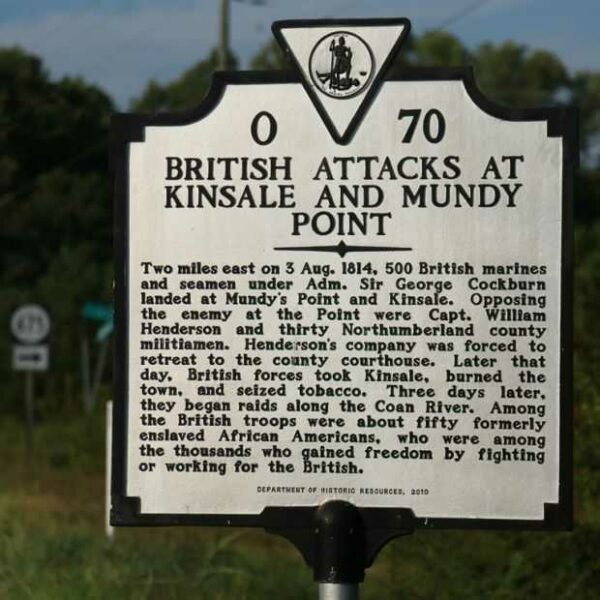 O 70
BRITISH ATTACKS AT
KINSALE AND MUNDY
POINT
Two miles east on 3 Aug. 1814, 500 British marines
and seamen under Adm. Sir George Cockburn
landed at Mundy's Point and Kinsale. Opposing
the enemy at the Point were Capt. William
Henderson and thirty Northumberland county
militiamen. Henderson's company was forced to
retreat to the county courthouse. Later that
day, British forces took Kinsale, burned the
town, and seized tobacco. Three days later,
they began raids along the Coan River. Among
the British troops were about fifty formerly
enslaved African Americans, who were among
the thousands who gained freedom by fighting
or working for the British.
DEPARTMENT OF HISTORIC RESOURCES, 2010